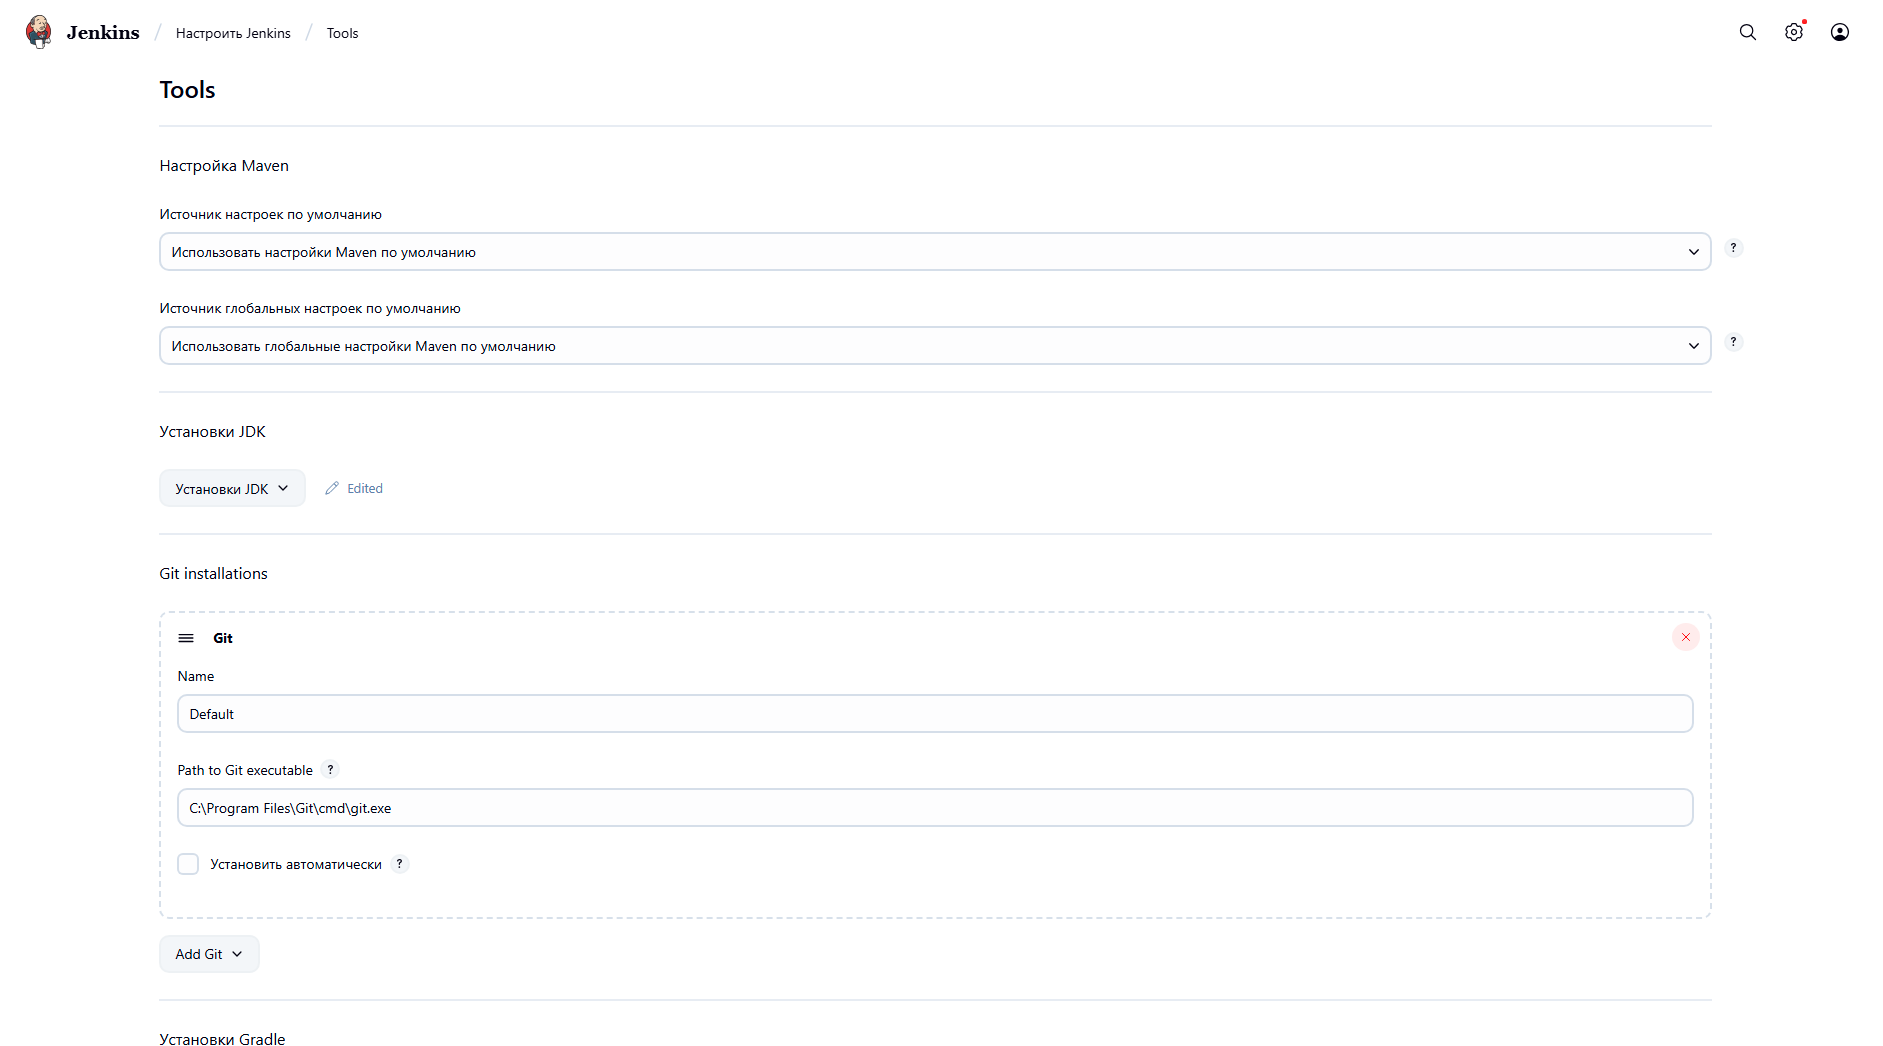 Jenkins / Настроить Jenkins / Tools
Tools
Настройка Maven
Источник настроек по умолчанию
Использовать настройки Maven по умолчанию
?
Источник глобальных настроек по умолчанию
Использовать глобальные настройки Maven по умолчанию
?
Установки JDK
Установки JDK
Edited
Git installations
Git
Name
Default
Path to Git executable ?
C:\Program Files\Git\cmd\git.exe
Установить автоматически ?
Add Git
Установки Gradle